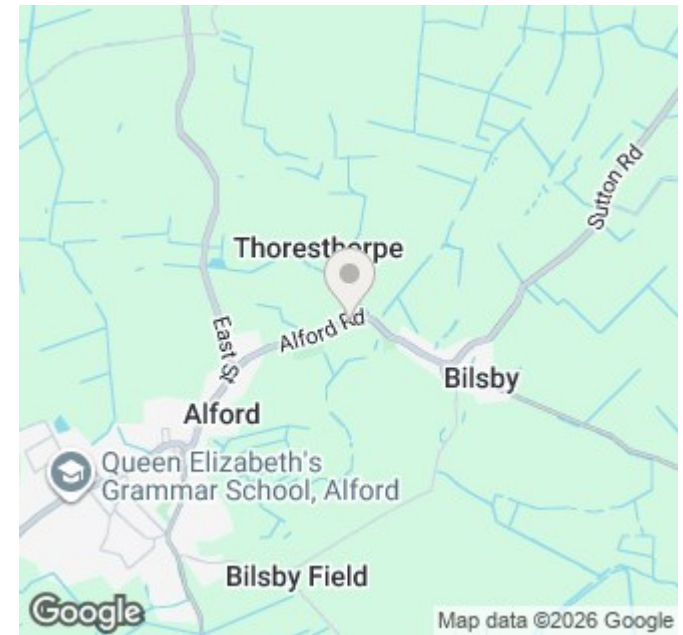 Sutton Rd
Thoresthorpe
Alford Rd
East St
Bilsby
Alford
Queen Elizabeth's
Grammar School, Alford
Bilsby Field
Google
Map data ©2026 Google